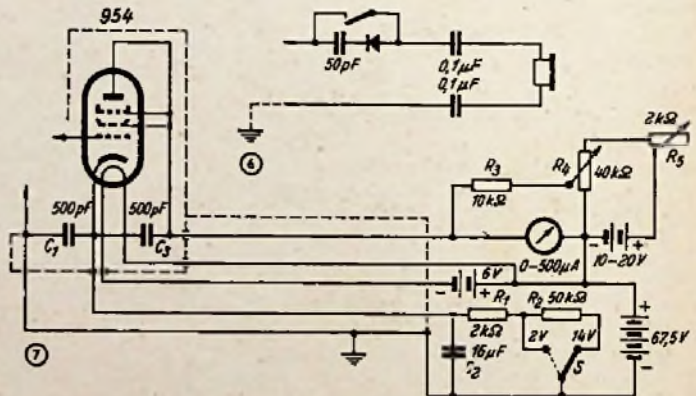 954
50pF
0,1µF
0,1µF
6
2kΩ
R5
R3
10kΩ
R4
40kΩ
500pF
500pF
C1
C3
0-500µA
- +
10-20V
6V
- +
R1
2kΩ
R2
50kΩ
2V
14V
S
16µF
C2
+
67,5V
-
7